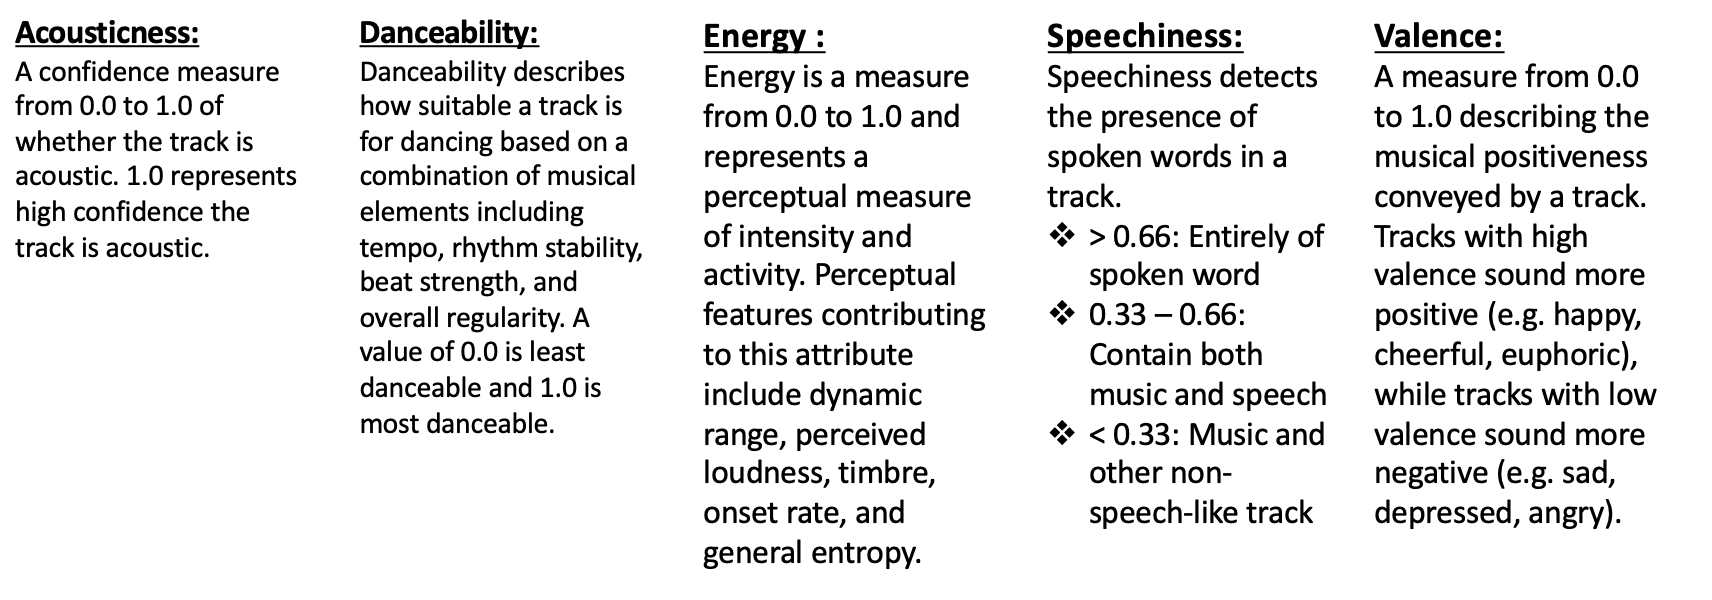 Acousticness:
A confidence measure
from 0.0 to 1.0 of
whether the track is
acoustic. 1.0 represents
high confidence the
track is acoustic.
Danceability:
Danceability describes
how suitable a track is
for dancing based on a
combination of musical
elements including
tempo, rhythm stability,
beat strength, and
overall regularity. A
value of 0.0 is least
danceable and 1.0 is
most danceable.
Energy :
Energy is a measure
from 0.0 to 1.0 and
represents a
perceptual measure
of intensity and
activity. Perceptual
features contributing
to this attribute
include dynamic
range, perceived
loudness, timbre,
onset rate, and
general entropy.
Speechiness:
Speechiness detects
the presence of
spoken words in a
track.
❖ > 0.66: Entirely of
spoken word
❖ 0.33 – 0.66:
Contain both
music and speech
❖ < 0.33: Music and
other non-
speech-like track
Valence:
A measure from 0.0
to 1.0 describing the
musical positiveness
conveyed by a track.
Tracks with high
valence sound more
positive (e.g. happy,
cheerful, euphoric),
while tracks with low
valence sound more
negative (e.g. sad,
depressed, angry).